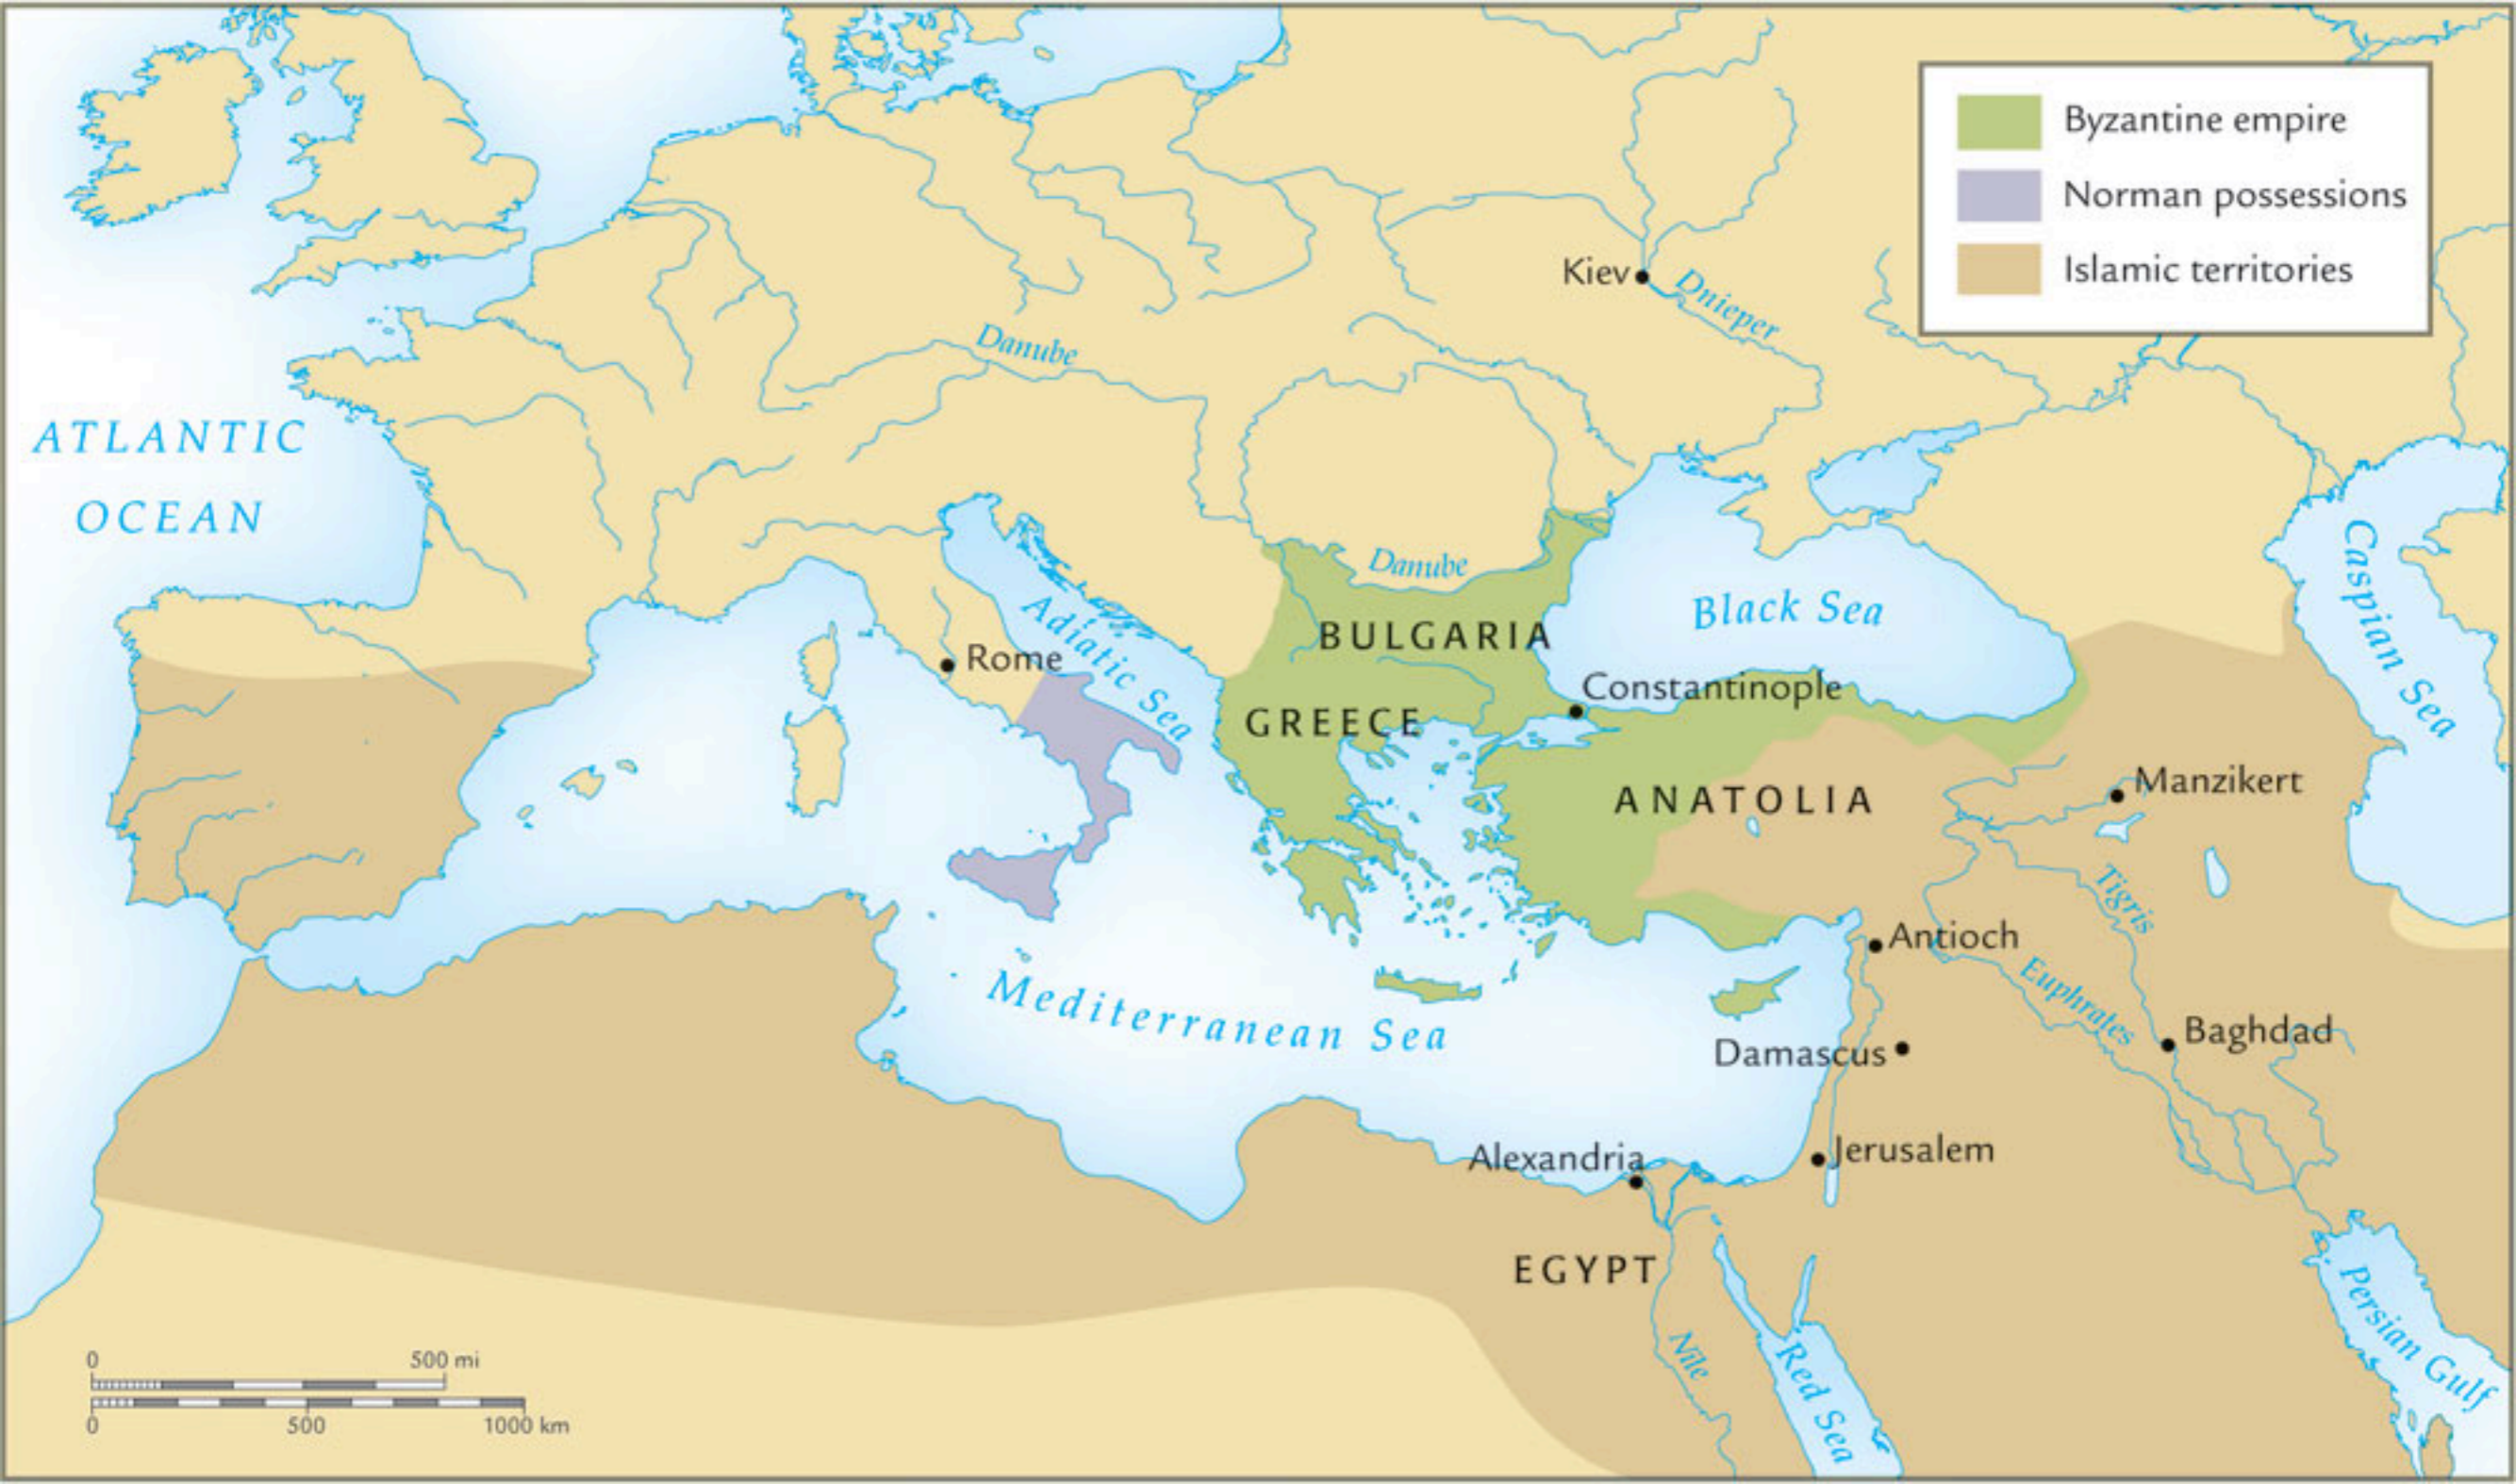 Byzantine empire
Norman possessions
Islamic territories
Kiev
Dnieper
Danube
ATLANTIC
OCEAN
Caspian Sea
Danube
Black Sea
BULGARIA
Adiatic Sea
Rome
Constantinople
GREECE
ANATOLIA
Manzikert
Tigris
Antioch
Euphrales
Mediterranean Sea
Baghdad
Damascus
Jerusalem
Alexandria
EGYPT
Nile
Red Sea
Persian Gulf
0 500 mi
0 500 1000 km